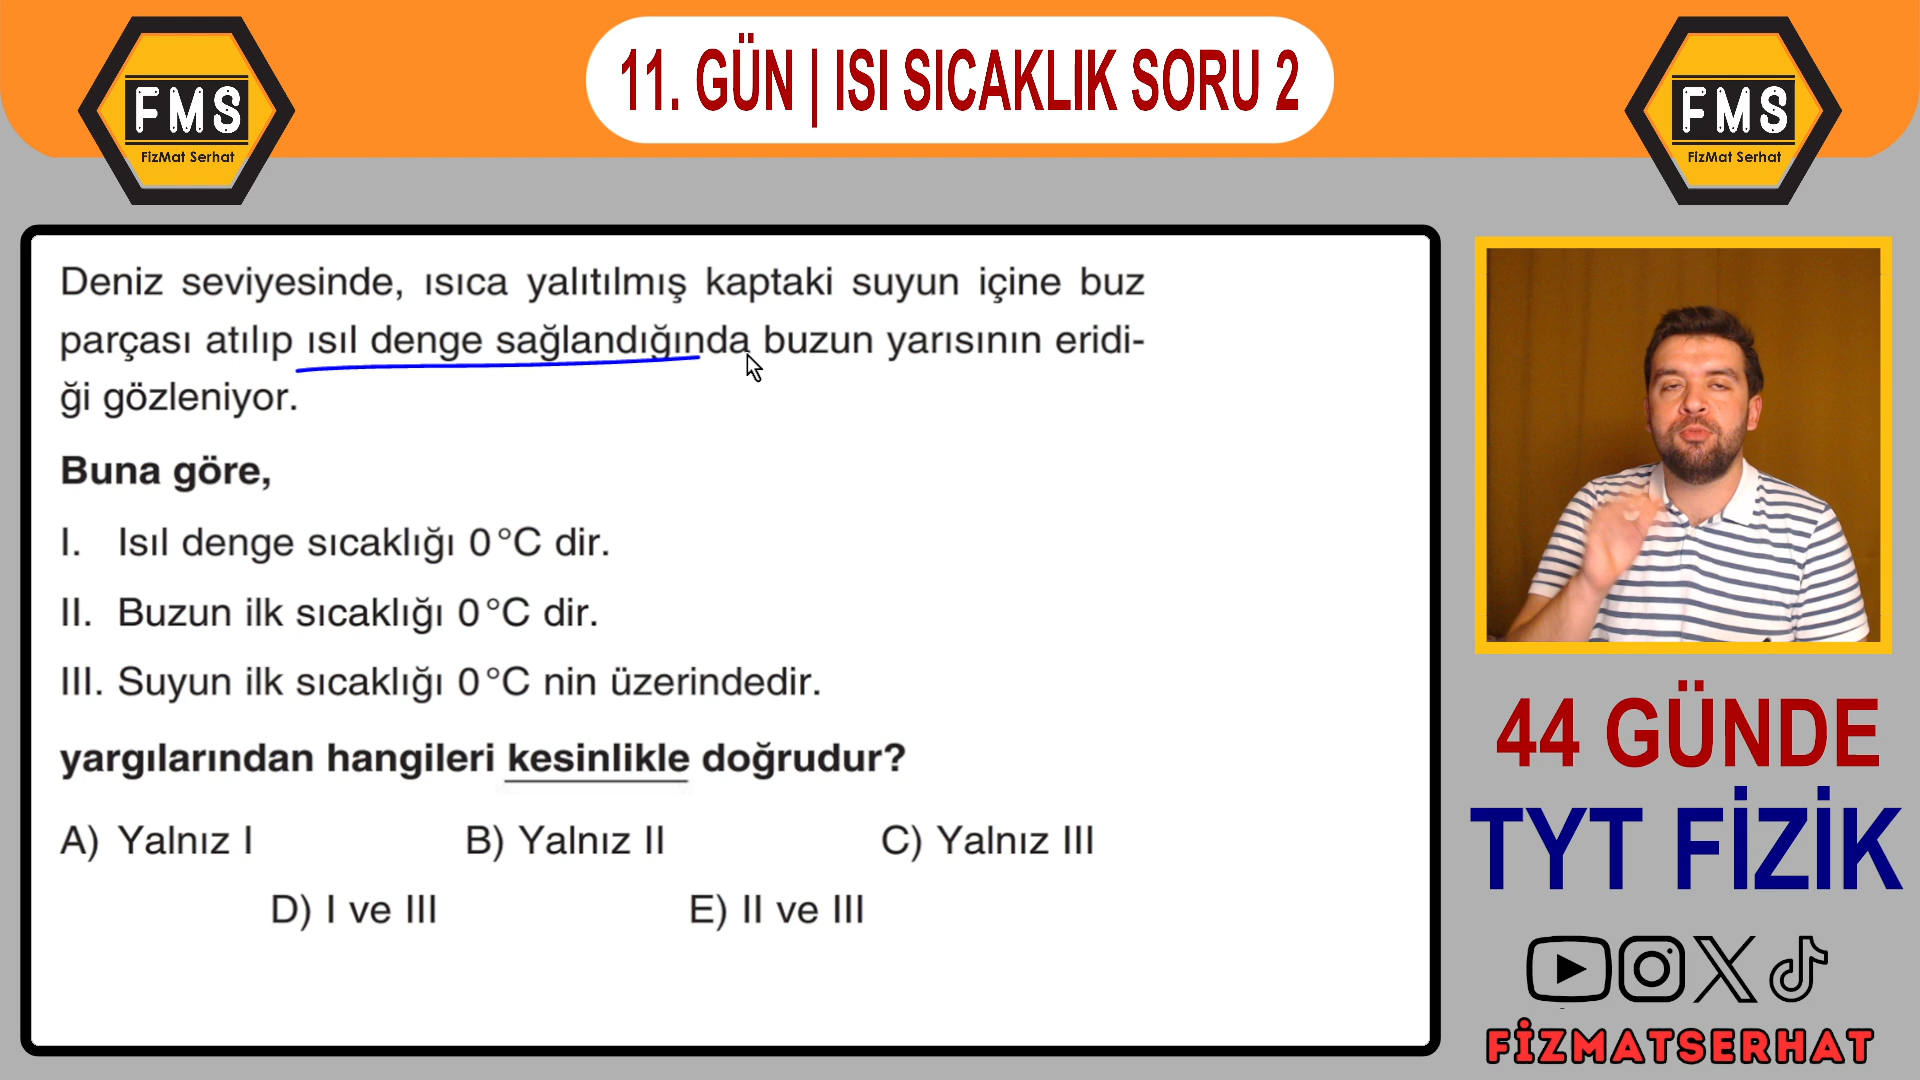 11. GÜN | ISI SICAKLIK SORU 2
FMS
FizMat Serhat
FMS
FizMat Serhat
Deniz seviyesinde, ısıca yalıtılmış kaptaki suyun içine buz
parçası atılıp ısıl denge sağlandığında buzun yarısının eridi-
ği gözleniyor.
Buna göre,
I. Isıl denge sıcaklığı 0 °C dir.
II. Buzun ilk sıcaklığı 0 °C dir.
III. Suyun ilk sıcaklığı 0 °C nin üzerindedir.
yargılarından hangileri kesinlikle doğrudur?
A) Yalnız I B) Yalnız II C) Yalnız III
D) I ve III E) II ve III
44 GÜNDE
TYT FİZİK
FİZMATSERHAT